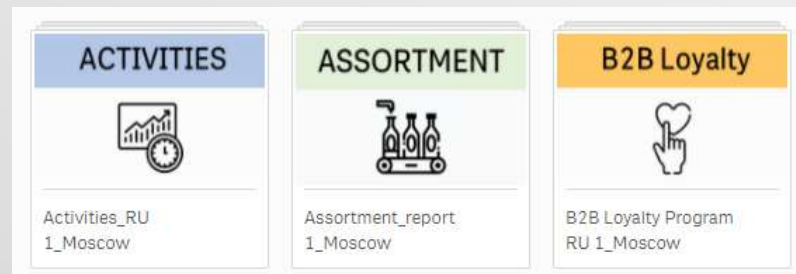 ACTIVITIES
Activities_RU
1_Moscow
ASSORTMENT
Assortment_report
1_Moscow
B2B Loyalty
B2B Loyalty Program
RU 1_Moscow